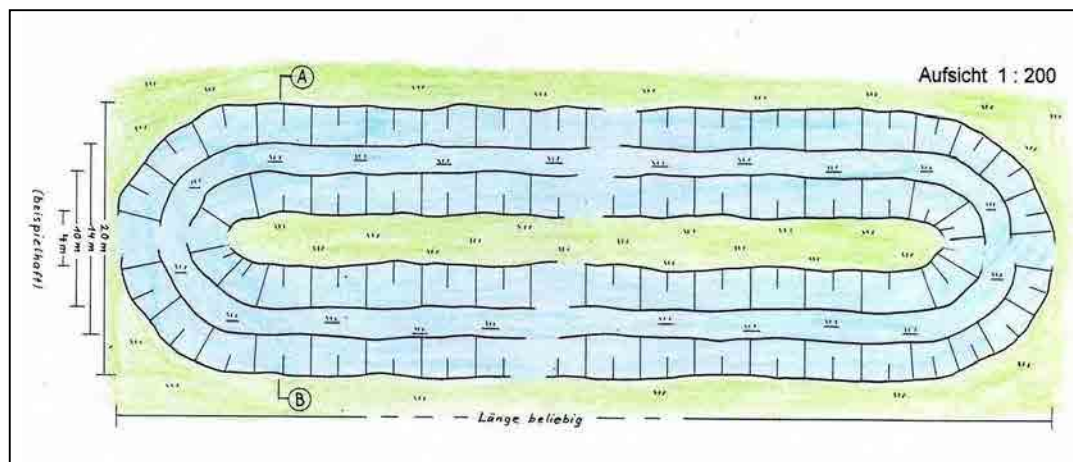 Aufsicht 1 : 200
A
20 m
14 m
10 m
4 m
(beispielhaft)
B
Länge beliebig